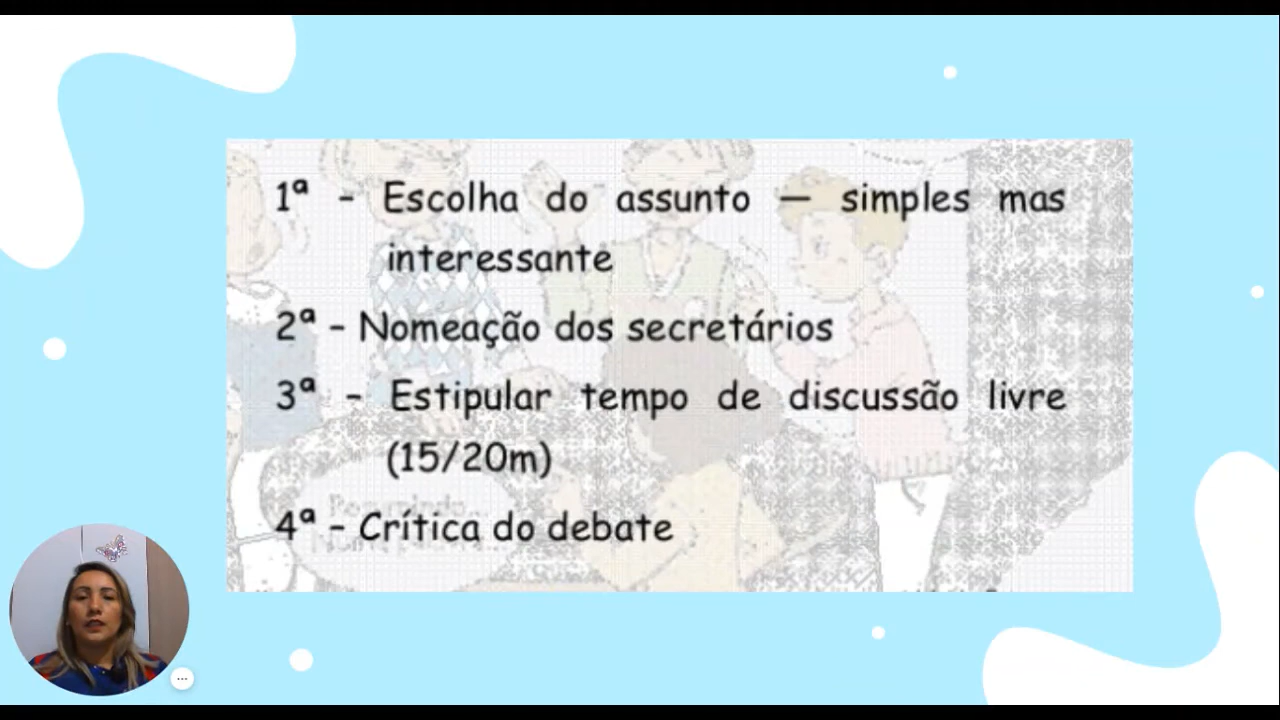 1ª - Escolha do assunto — simples mas
interessante
2ª - Nomeação dos secretários
3ª - Estipular tempo de discussão livre
(15/20m)
4ª - Crítica do debate